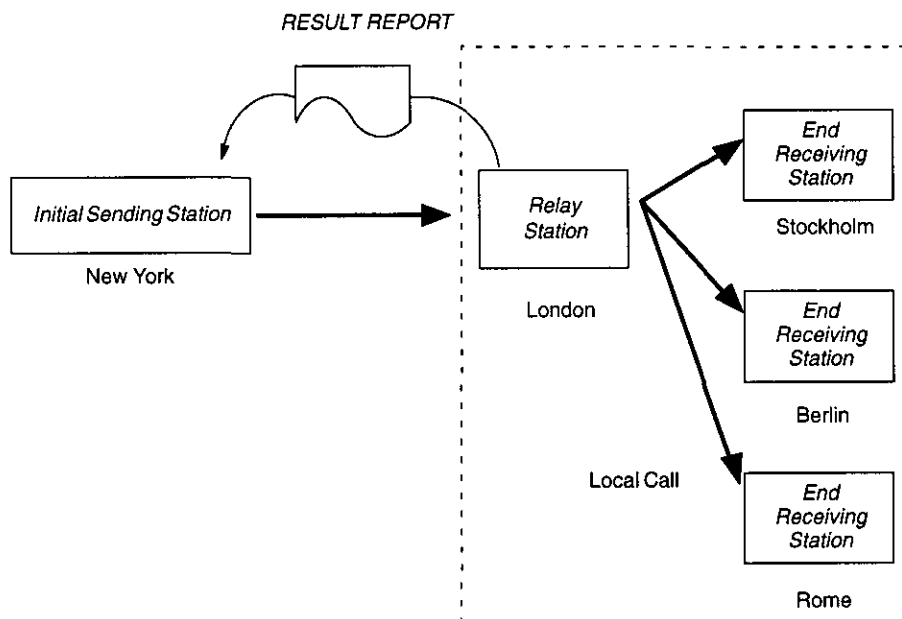 RESULT REPORT
Initial Sending Station
New York
Relay
Station
London
End
Receiving
Station
Stockholm
End
Receiving
Station
Berlin
Local Call
End
Receiving
Station
Rome